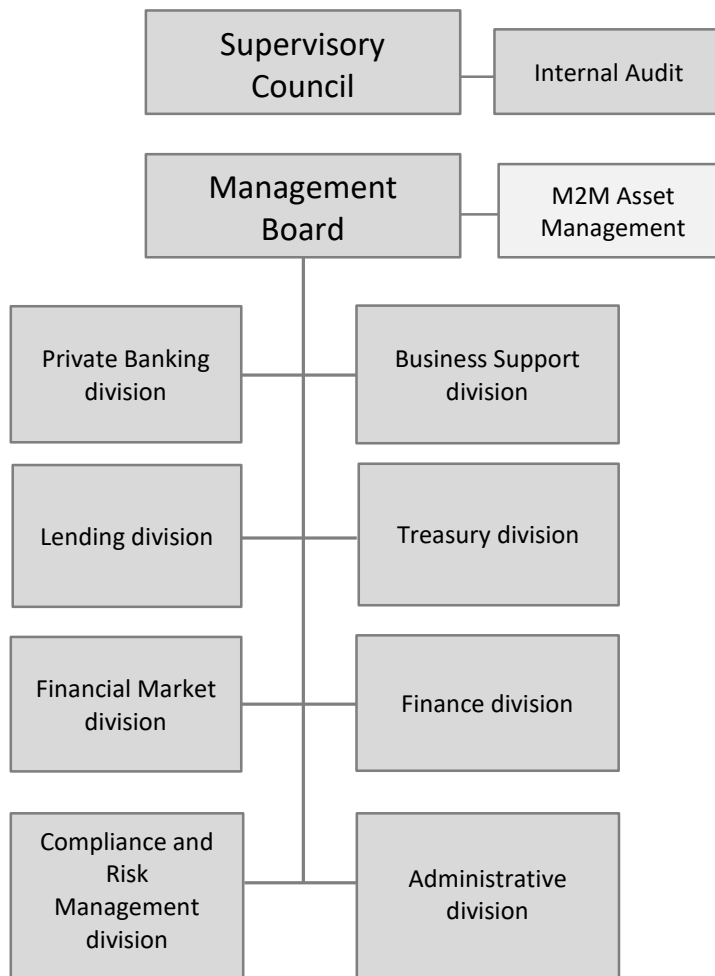 Supervisory
Council
Internal Audit
Management
Board
M2M Asset
Management
Private Banking
division
Business Support
division
Lending division
Treasury division
Financial Market
division
Finance division
Compliance and
Risk
Management
division
Administrative
division